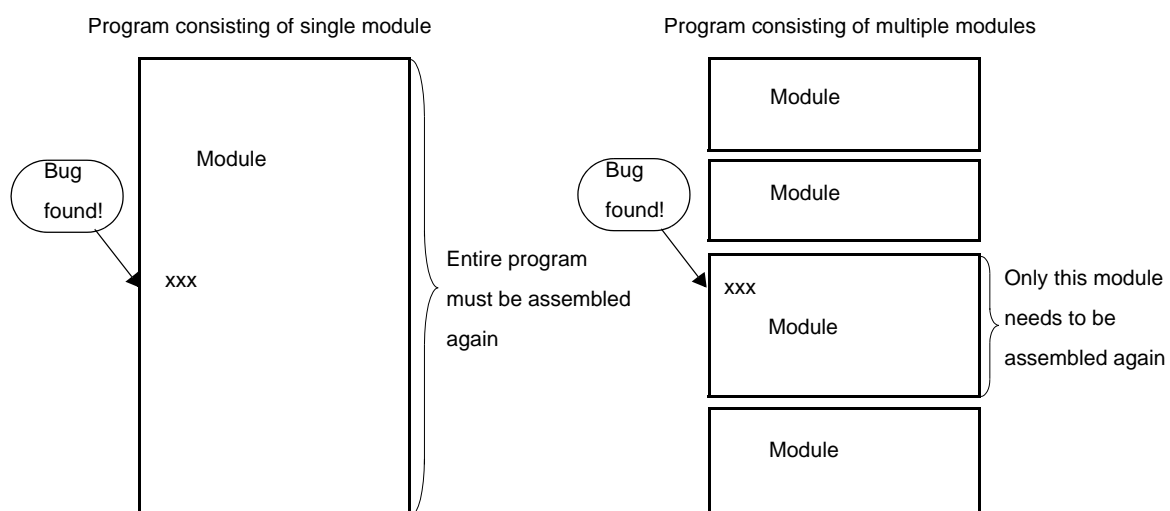 Program consisting of single module
Module
Bug
found!
xxx
Entire program
must be assembled
again
Program consisting of multiple modules
Module
Module
Bug
found!
xxx
Module
Only this module
needs to be
assembled again
Module